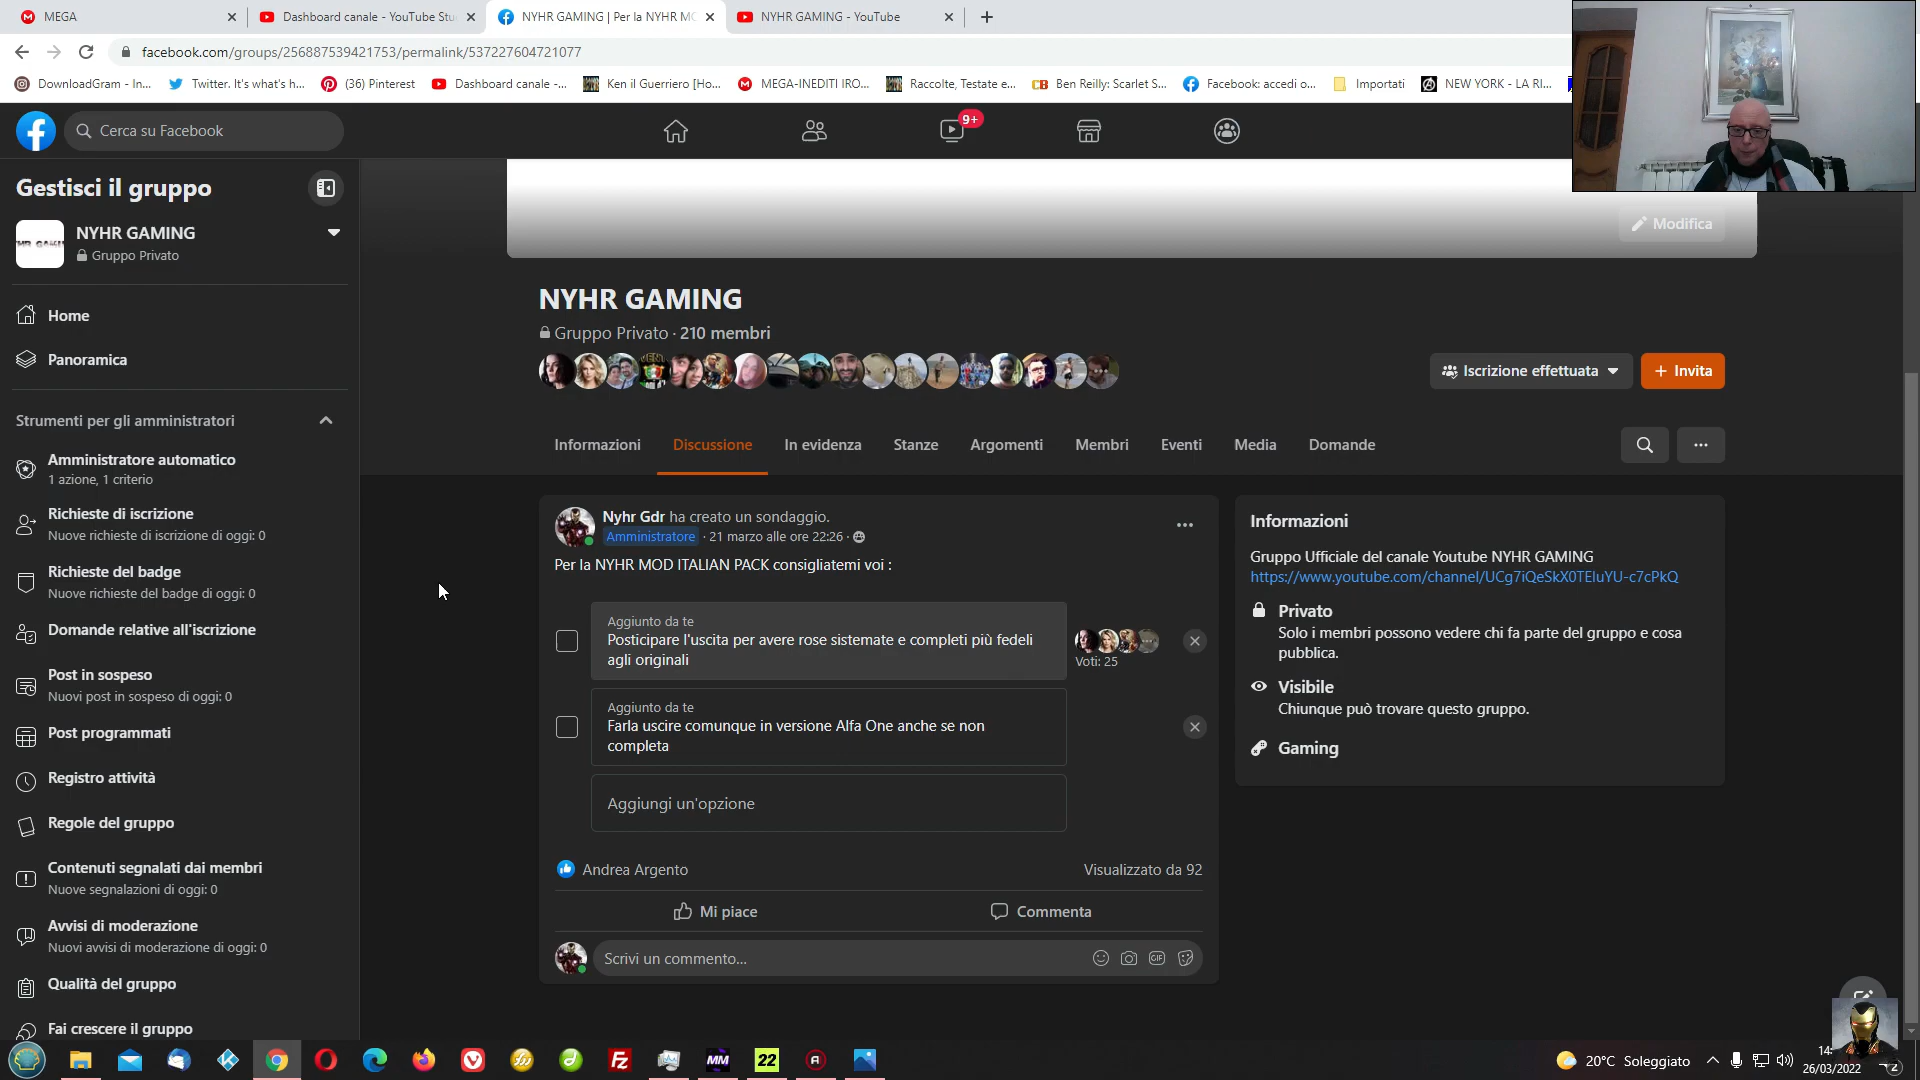 MEGA
Dashboard canale - YouTube Stu
NYHR GAMING | Per la NYHR MO
NYHR GAMING - YouTube
facebook.com/groups/256887539421753/permalink/537227604721077
DownloadGram - In...
Twitter. It's what's h...
(36) Pinterest
Dashboard canale -...
Ken il Guerriero [Ho...
MEGA-INEDITI IRO...
Raccolte, Testate e...
Ben Reilly: Scarlet S...
Facebook: accedi o...
Importati
NEW YORK - LA RI...
Cerca su Facebook
9+
Gestisci il gruppo
NYHR GAMING
Gruppo Privato
Home
Panoramica
Strumenti per gli amministratori
Amministratore automatico
1 azione, 1 criterio
Richieste di iscrizione
Nuove richieste di iscrizione di oggi: 0
Richieste del badge
Nuove richieste del badge di oggi: 0
Domande relative all'iscrizione
Post in sospeso
Nuovi post in sospeso di oggi: 0
Post programmati
Registro attività
Regole del gruppo
Contenuti segnalati dai membri
Nuove segnalazioni di oggi: 0
Avvisi di moderazione
Nuovi avvisi di moderazione di oggi: 0
Qualità del gruppo
Fai crescere il gruppo
Modifica
NYHR GAMING
Gruppo Privato · 210 membri
Iscrizione effettuata
+ Invita
Informazioni
Discussione
In evidenza
Stanze
Argomenti
Membri
Eventi
Media
Domande
Nyhr Gdr ha creato un sondaggio.
Amministratore · 21 marzo alle ore 22:26 ·
Per la NYHR MOD ITALIAN PACK consigliatemi voi :
Aggiunto da te
Posticipare l'uscita per avere rose sistemate e completi più fedeli
agli originali
Voti: 25
Aggiunto da te
Farla uscire comunque in versione Alfa One anche se non
completa
Aggiungi un'opzione
Andrea Argento
Visualizzato da 92
Mi piace
Commenta
Scrivi un commento...
GIF
Informazioni
Gruppo Ufficiale del canale Youtube NYHR GAMING
https://www.youtube.com/channel/UCg7iQeSkX0TEluYU-c7cPkQ
Privato
Solo i membri possono vedere chi fa parte del gruppo e cosa
pubblica.
Visibile
Chiunque può trovare questo gruppo.
Gaming
22
20°C Soleggiato
14:
26/03/2022
2